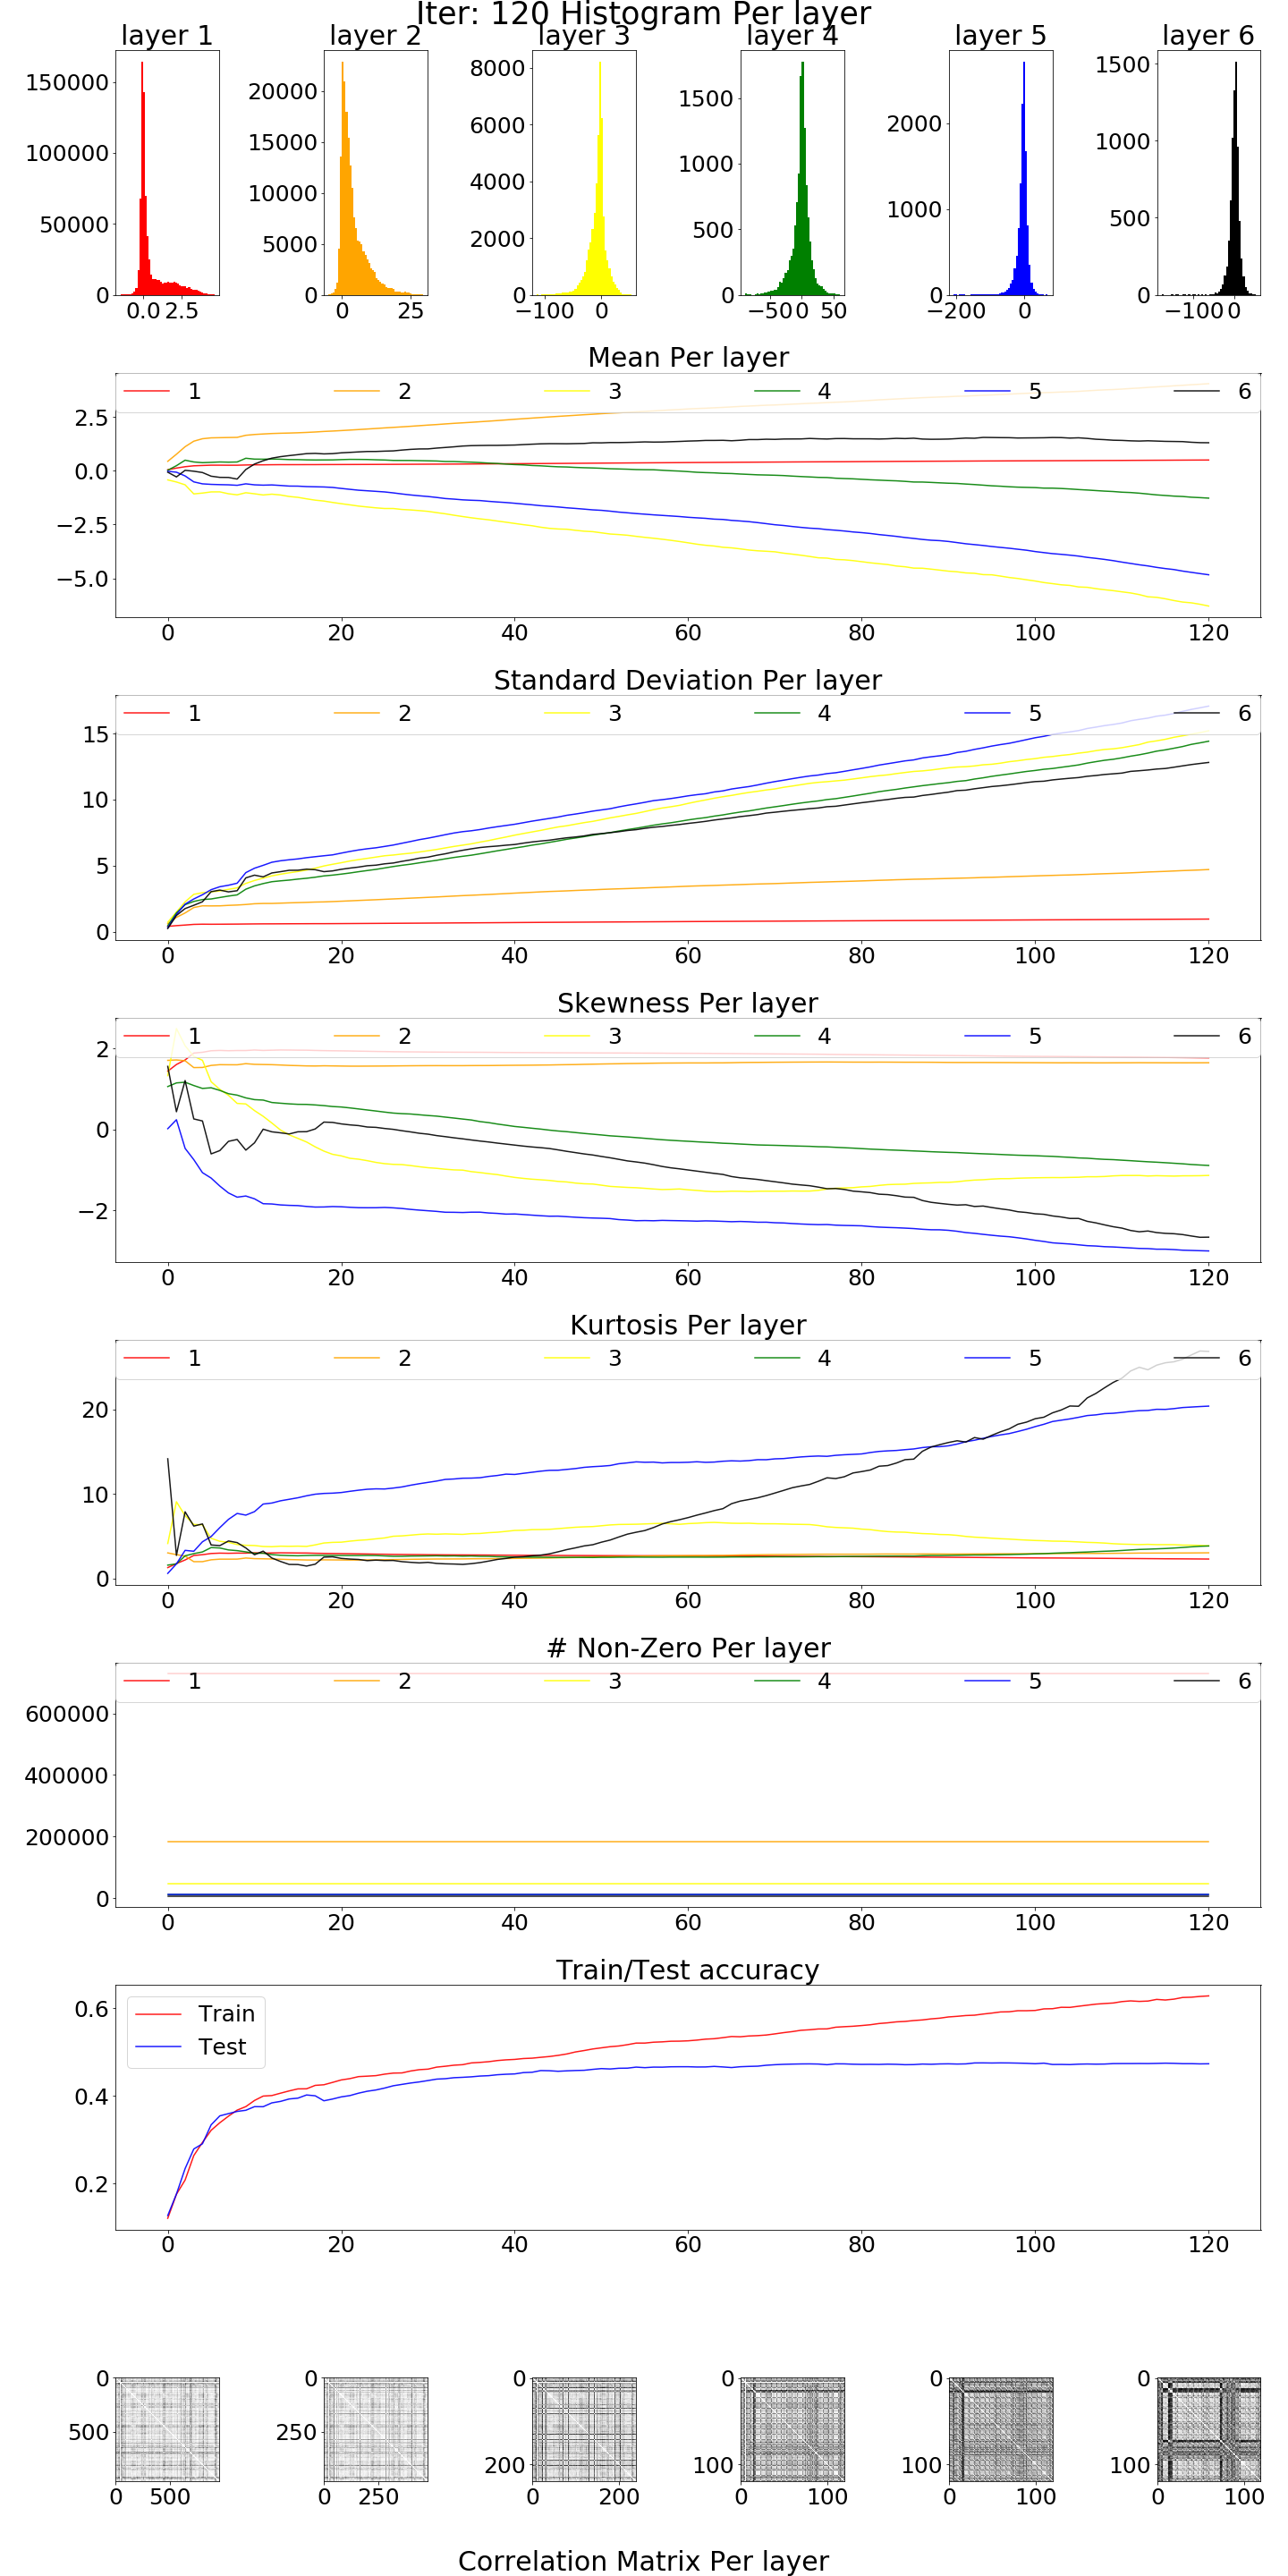 Iter: 120 Histogram Per layer
layer 1 layer 2 layer 3 layer 4 layer 5 layer 6
150000 100000 50000 0 0.0 2.5
20000 15000 10000 5000 0 0 25
8000 6000 4000 2000 0 −100 0
1500 1000 500 0 −50 0 50
2000 1000 0 −200 0
1500 1000 500 0 −100 0
Mean Per layer
1 2 3 4 5 6
2.5
0.0
−2.5
−5.0
0 20 40 60 80 100 120
Standard Deviation Per layer
1 2 3 4 5 6
15
10
5
0
0 20 40 60 80 100 120
Skewness Per layer
1 2 3 4 5 6
2
0
−2
0 20 40 60 80 100 120
Kurtosis Per layer
1 2 3 4 5 6
20
10
0
0 20 40 60 80 100 120
# Non-Zero Per layer
1 2 3 4 5 6
600000
400000
200000
0
0 20 40 60 80 100 120
Train/Test accuracy
Train
Test
0.6
0.4
0.2
0 20 40 60 80 100 120
0 500 0 500
0 250 0 250
0 200 0 200
0 100 0 100
0 100 0 100
0 100 0 100
Correlation Matrix Per layer